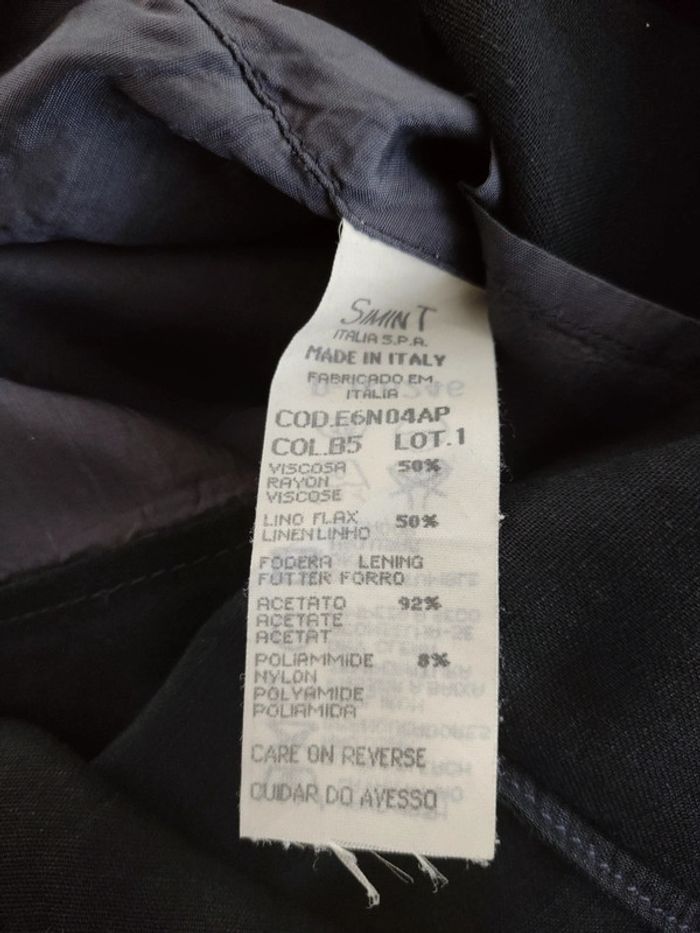 SIMINT
ITALIA S.P.A.
MADE IN ITALY
FABRICADO EM
ITÁLIA
COD.E6N04AP
COL.B5 LOT.1
VISCOSA 50%
RAYON
VISCOSE
LINO FLAX 50%
LINEN LINHO
FODERA LENING
FUTTER FORRO
ACETATO 92%
ACETATE
ACETAT
POLIAMMIDE 8%
NYLON
POLYAMIDE
POLIAMIDA
CARE ON REVERSE
CUIDAR DO AVESSO